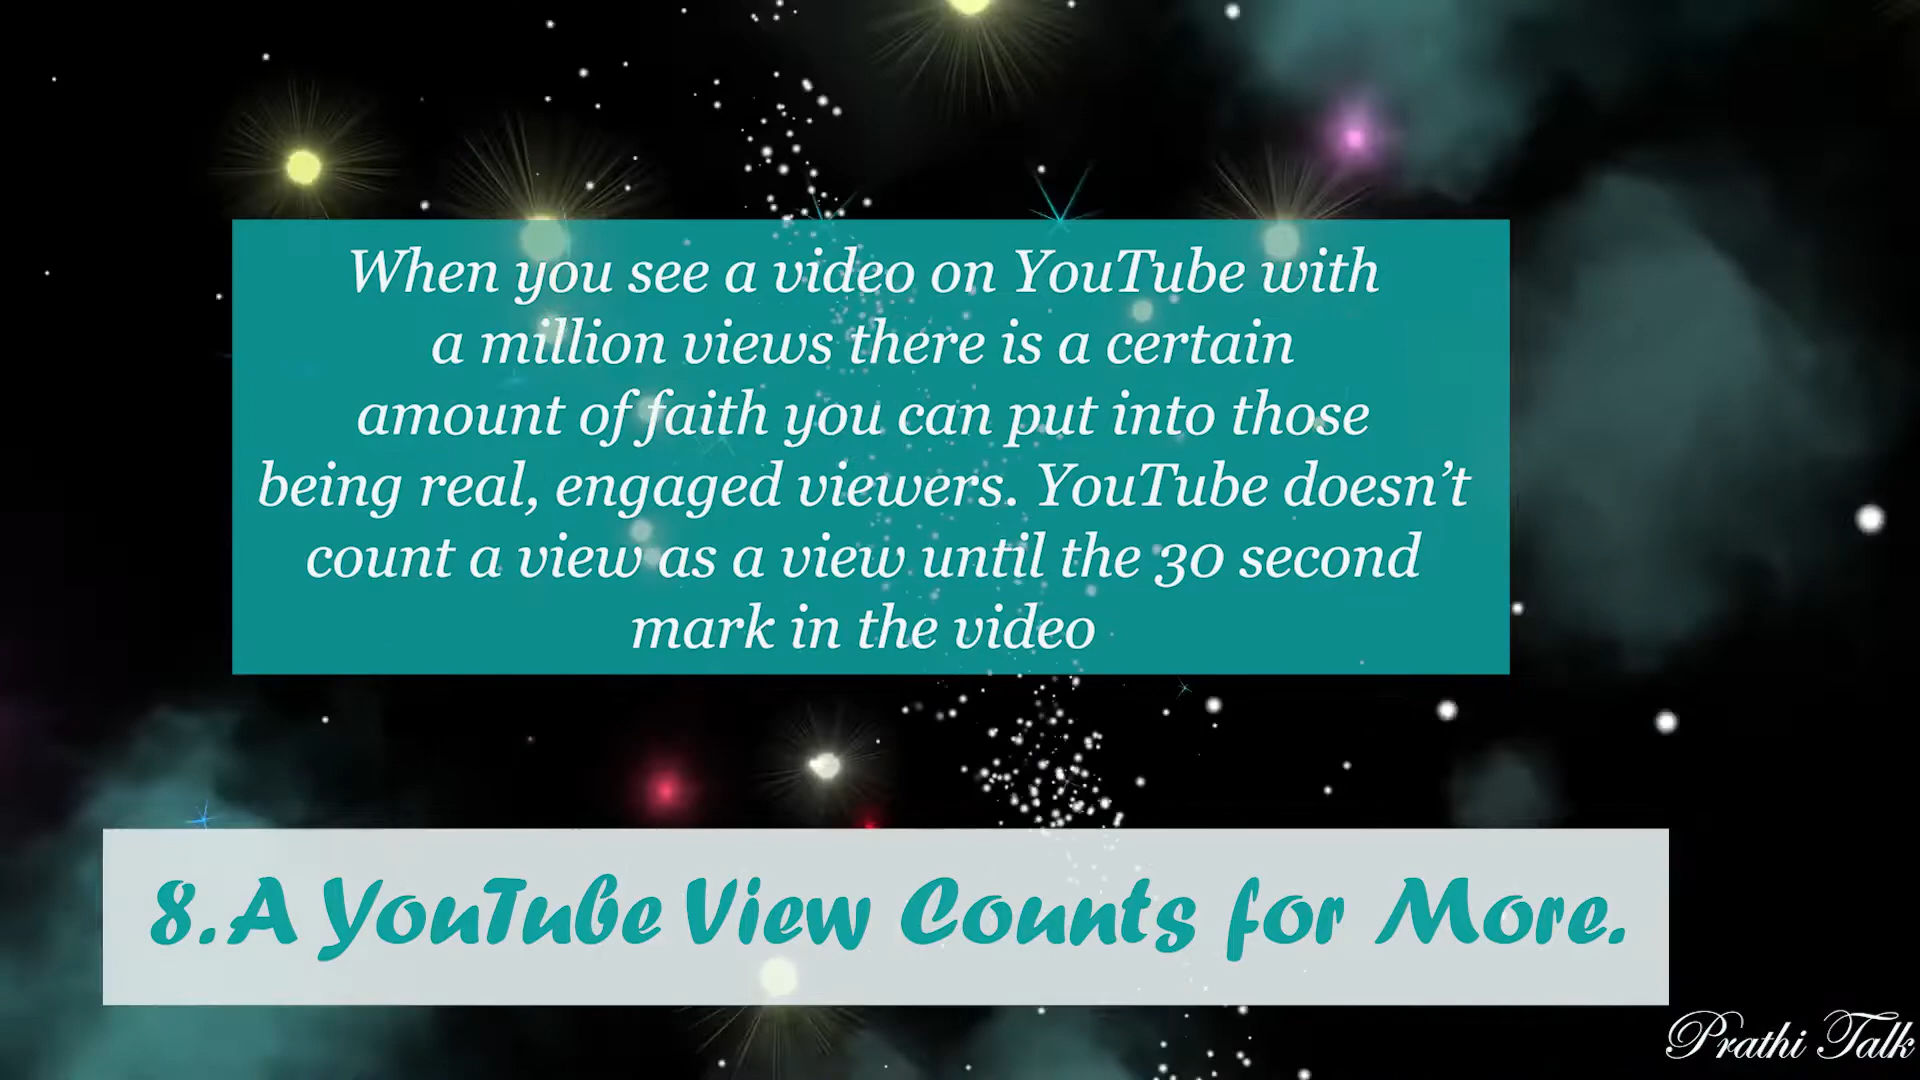 When you see a video on YouTube with
a million views there is a certain
amount of faith you can put into those
being real, engaged viewers. YouTube doesn’t
count a view as a view until the 30 second
mark in the video
8. A YouTube View Counts for More.
Prathi Talk